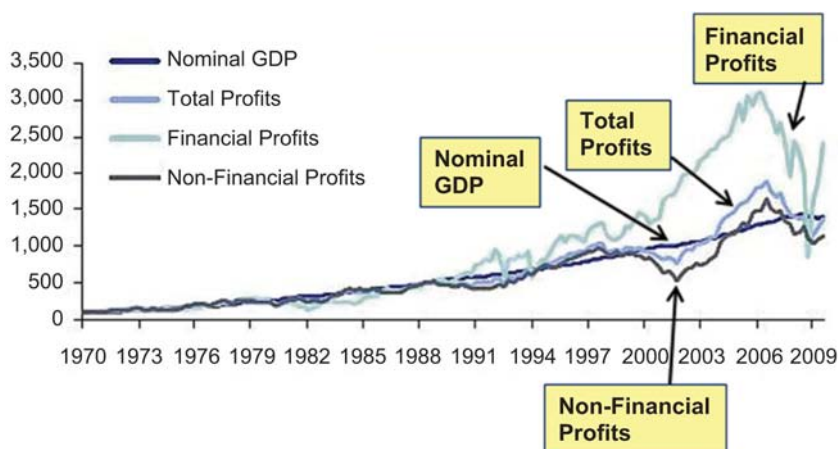 3,500
3,000
2,500
2,000
1,500
1,000
500
0
Nominal GDP
Total Profits
Financial Profits
Non-Financial Profits
Financial
Profits
Total
Profits
Nominal
GDP
1970 1973 1976 1979 1982 1985 1988 1991 1994 1997 2000 2003 2006 2009
Non-Financial
Profits